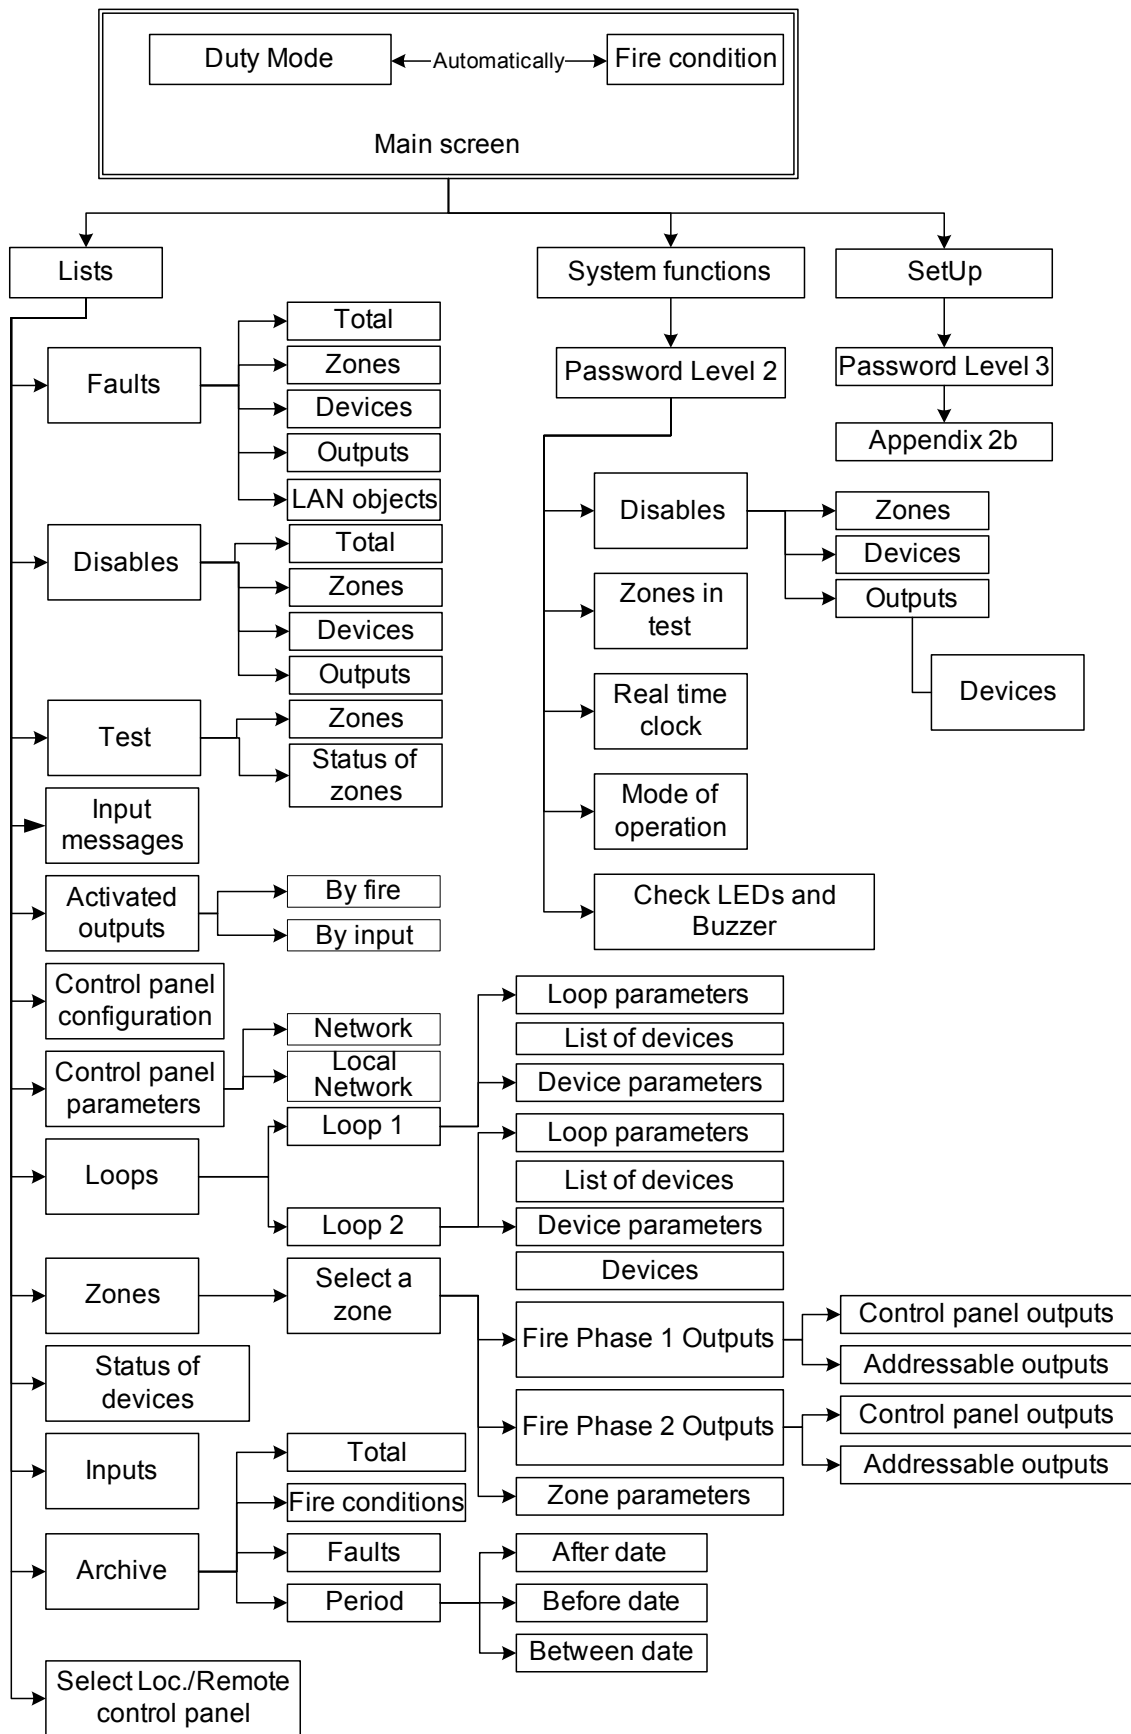 Duty Mode
Automatically
Fire condition
Main screen
Lists
System functions
SetUp
Password Level 2
Password Level 3
Appendix 2b
Faults
Total
Zones
Devices
Outputs
LAN objects
Disables
Total
Zones
Devices
Outputs
Test
Zones
Status of
zones
Input
messages
Activated
outputs
By fire
By input
Control panel
configuration
Control panel
parameters
Network
Local
Network
Loops
Loop 1
Loop parameters
List of devices
Device parameters
Loop 2
Loop parameters
List of devices
Device parameters
Zones
Select a
zone
Devices
Fire Phase 1 Outputs
Control panel outputs
Addressable outputs
Fire Phase 2 Outputs
Control panel outputs
Addressable outputs
Zone parameters
Status of
devices
Inputs
Archive
Total
Fire conditions
Faults
Period
After date
Before date
Between date
Select Loc./Remote
control panel
Disables
Zones
Devices
Outputs
Devices
Zones in
test
Real time
clock
Mode of
operation
Check LEDs and
Buzzer